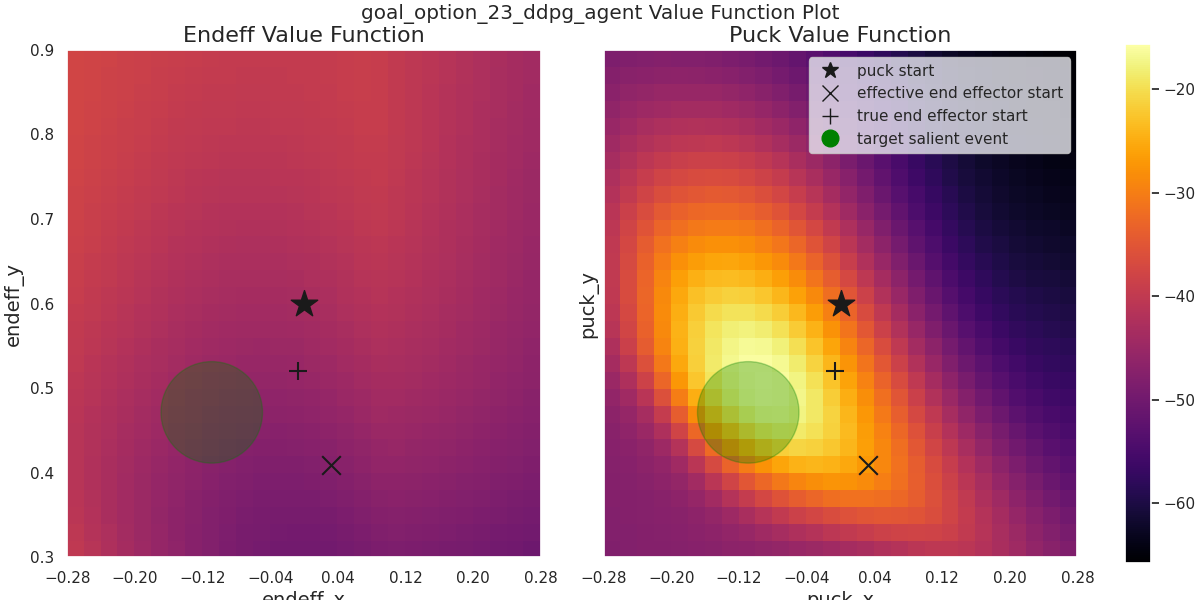 goal_option_23_ddpg_agent Value Function Plot
Endeff Value Function
Puck Value Function
puck start
effective end effector start
true end effector start
target salient event
endeff_y
0.9
0.8
0.7
0.6
0.5
0.4
0.3
−0.28 −0.20 −0.12 −0.04 0.04 0.12 0.20 0.28
endeff_x
puck_y
−0.28 −0.20 −0.12 −0.04 0.04 0.12 0.20 0.28
puck_x
−20
−30
−40
−50
−60